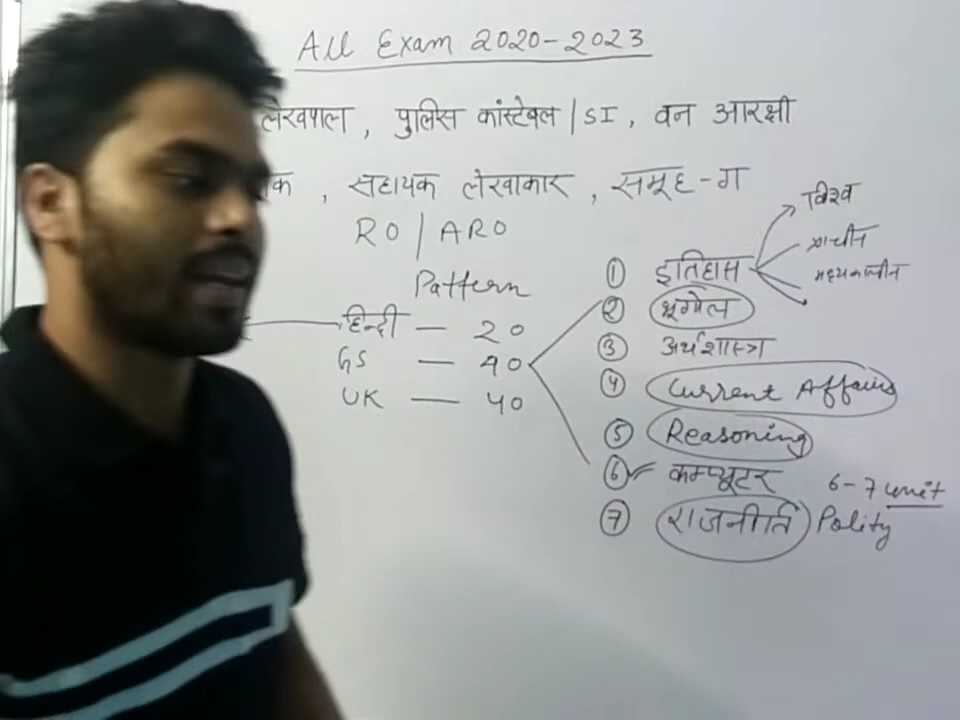 All Exam 2020-2023
लेखपाल , पुलिस कांस्टेबल | SI , वन आरक्षी
क , सहायक लेखाकार , समूह-ग
RO | ARO
Pattern
हिन्दी — 20
GS — 40
UK — 40
① इतिहास
विश्व
प्राचीन
मध्यकालीन
② भूगोल
③ अर्थशास्त्र
④ Current Affairs
⑤ Reasoning
⑥ कम्प्यूटर
6-7 unit
⑦ राजनीति Polity